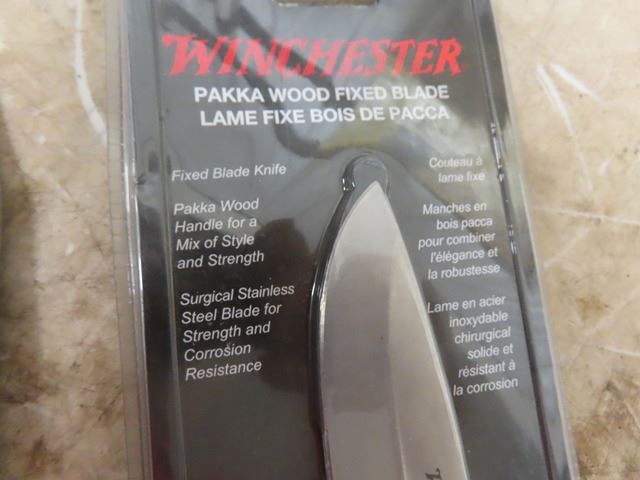 WINCHESTER
PAKKA WOOD FIXED BLADE
LAME FIXE BOIS DE PACCA
Fixed Blade Knife
Pakka Wood
Handle for a
Mix of Style
and Strength
Surgical Stainless
Steel Blade for
Strength and
Corrosion
Resistance
Couteau à
lame fixe
Manches en
bois pacca
pour combiner
l'élégance et
la robustesse
Lame en acier
inoxydable
chirurgical
solide et
résistant à
la corrosion